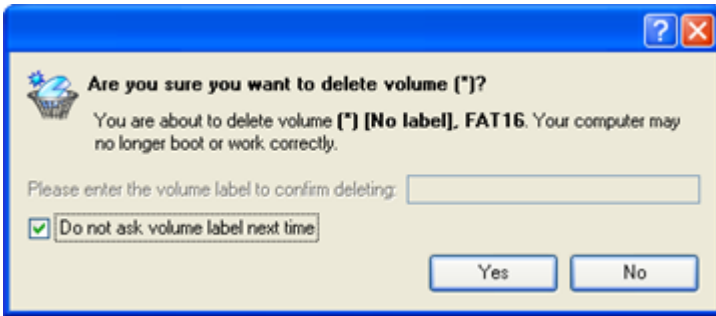 Are you sure you want to delete volume (*)?
You are about to delete volume (*) [No label], FAT16. Your computer may
no longer boot or work correctly.
Please enter the volume label to confirm deleting:
Do not ask volume label next time
Yes No